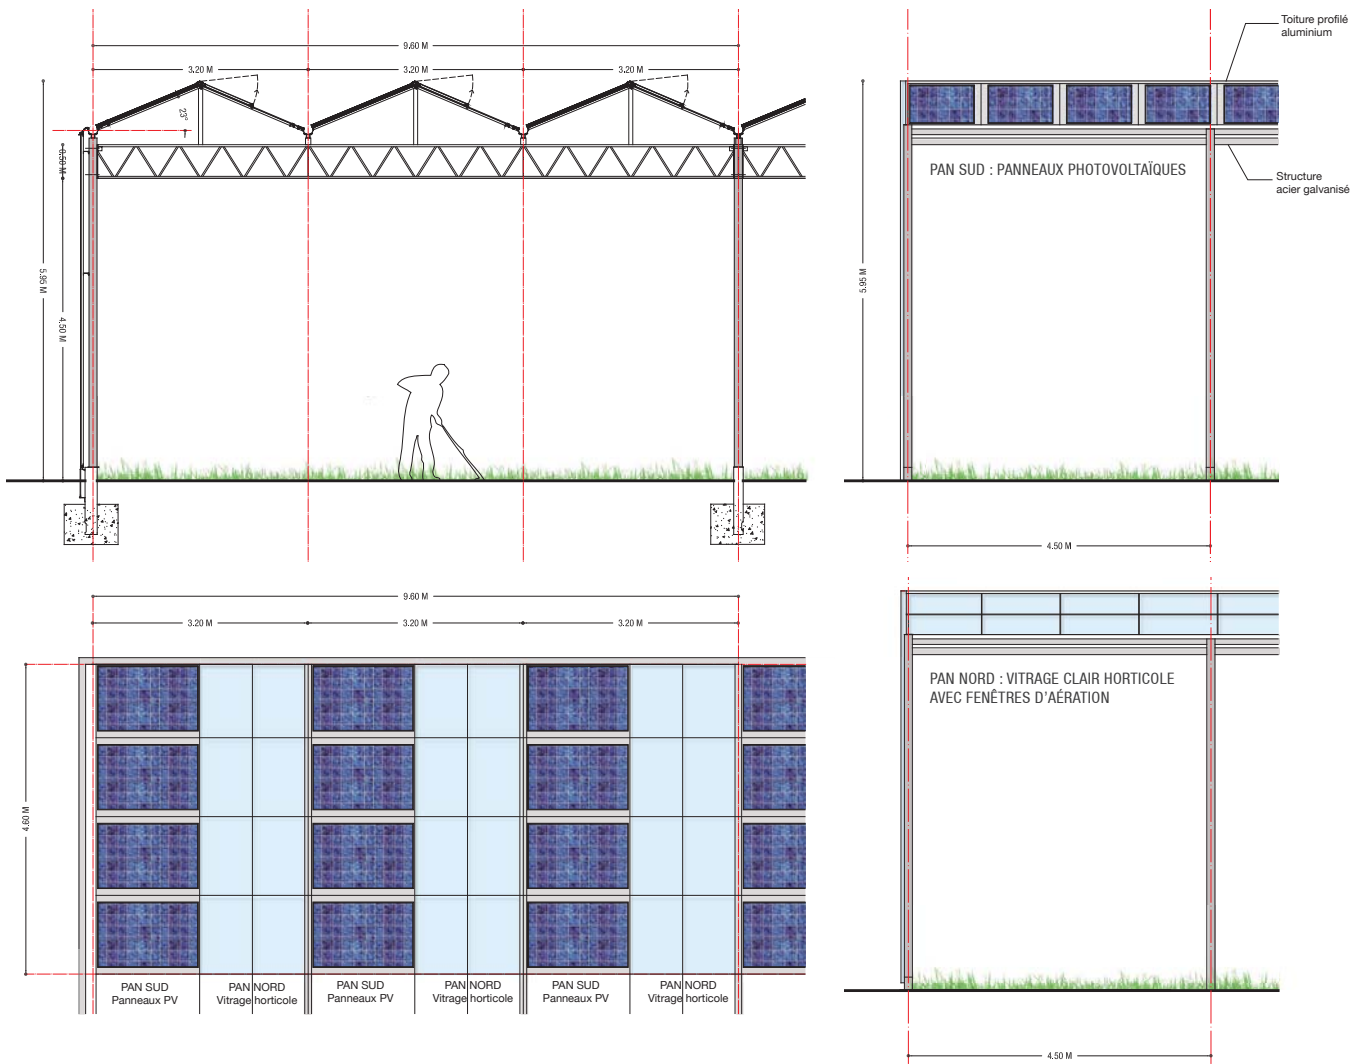 9.60 M
3.20 M
3.20 M
3.20 M
23°
0.50 M
5.95 M
4.50 M
Toiture profilé
aluminium
PAN SUD : PANNEAUX PHOTOVOLTAÏQUES
Structure
acier galvanisé
5.95 M
4.50 M
9.60 M
3.20 M
3.20 M
3.20 M
4.60 M
PAN SUD
Panneaux PV
PAN NORD
Vitrage horticole
PAN SUD
Panneaux PV
PAN NORD
Vitrage horticole
PAN SUD
Panneaux PV
PAN NORD
Vitrage horticole
PAN NORD : VITRAGE CLAIR HORTICOLE
AVEC FENÊTRES D'AÉRATION
4.50 M